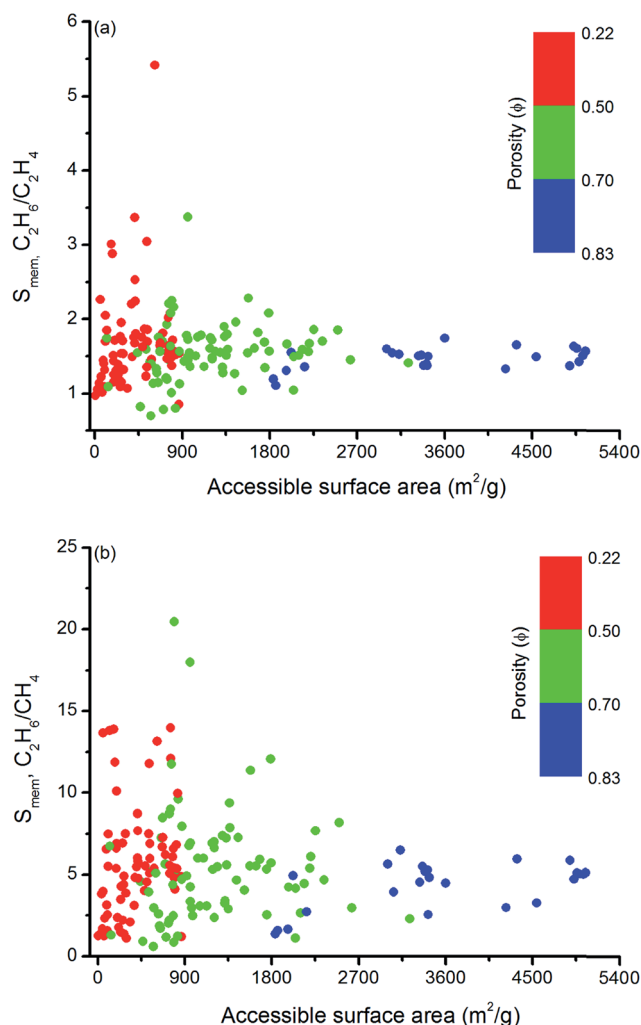 (a)
6
5
4
3
2
1
S_mem, C₂H₆/C₂H₄
0 900 1800 2700 3600 4500 5400
Accessible surface area (m²/g)
Porosity (ϕ)
0.22
0.50
0.70
0.83
(b)
25
20
15
10
5
0
S_mem, C₂H₆/CH₄
0 900 1800 2700 3600 4500 5400
Accessible surface area (m²/g)
Porosity (ϕ)
0.22
0.50
0.70
0.83